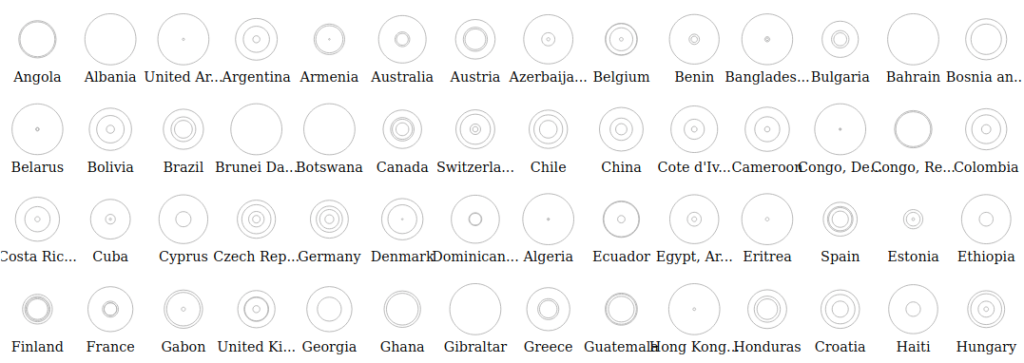 Angola Albania United Ar... Argentina Armenia Australia Austria Azerbaija... Belgium Benin Banglades... Bulgaria Bahrain Bosnia an...
Belarus Bolivia Brazil Brunei Da... Botswana Canada Switzerla... Chile China Cote d'Iv... Cameroon Congo, De... Congo, Re... Colombia
Costa Ric... Cuba Cyprus Czech Rep... Germany Denmark Dominican... Algeria Ecuador Egypt, Ar... Eritrea Spain Estonia Ethiopia
Finland France Gabon United Ki... Georgia Ghana Gibraltar Greece Guatemala Hong Kong... Honduras Croatia Haiti Hungary